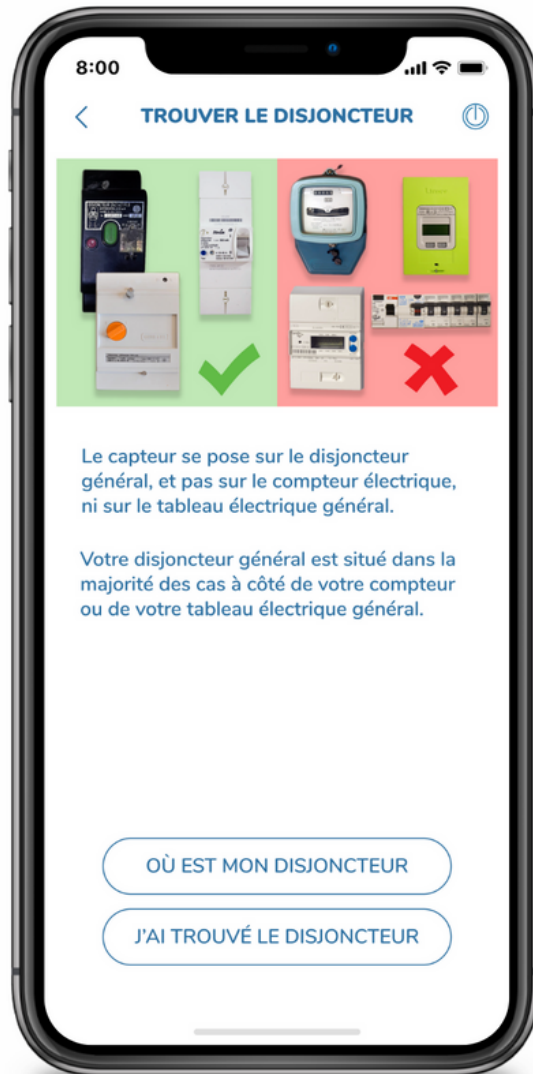 8:00
TROUVER LE DISJONCTEUR
Le capteur se pose sur le disjoncteur
général, et pas sur le compteur électrique,
ni sur le tableau électrique général.
Votre disjoncteur général est situé dans la
majorité des cas à côté de votre compteur
ou de votre tableau électrique général.
OÙ EST MON DISJONCTEUR
J'AI TROUVÉ LE DISJONCTEUR